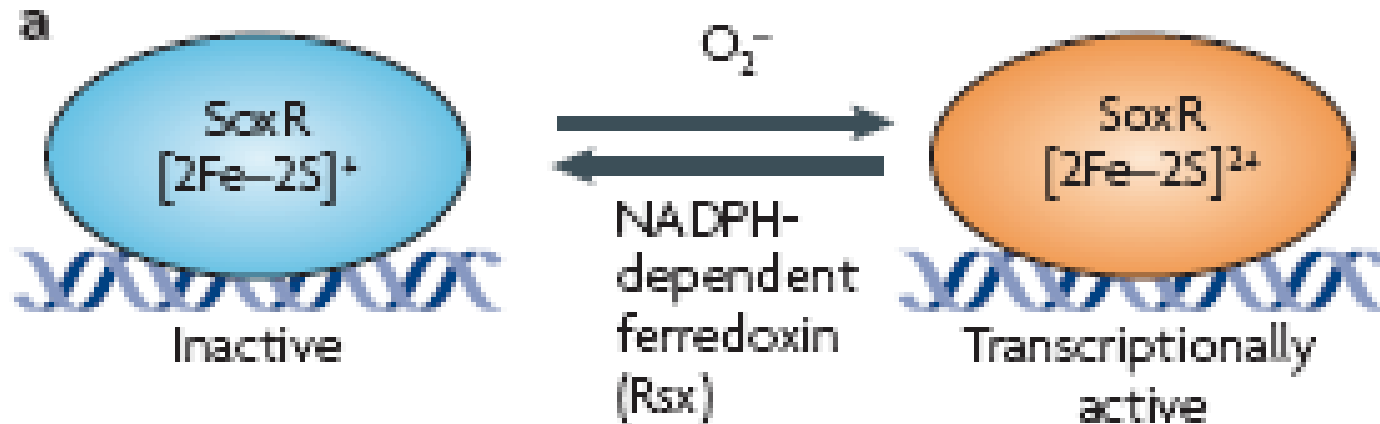 a
SoxR
[2Fe–2S]⁺
Inactive
O₂⁻
NADPH-
dependent
ferredoxin
(Rsx)
SoxR
[2Fe–2S]²⁺
Transcriptionally
active